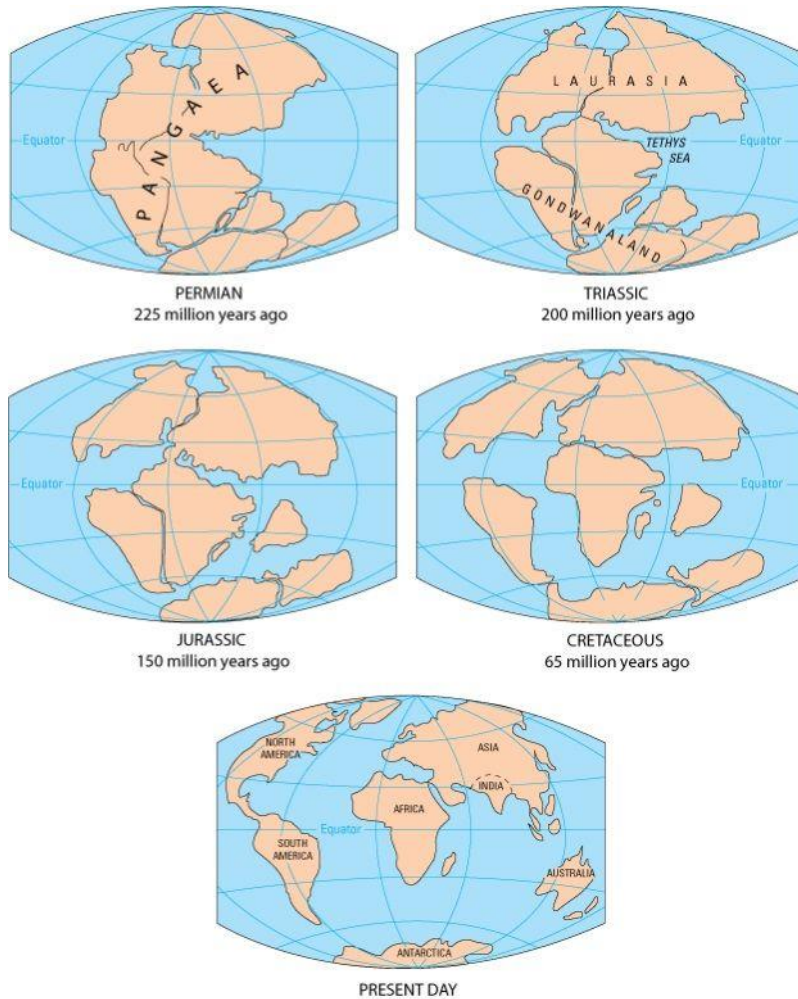 PANGAEA
Equator
PERMIAN
225 million years ago
LAURASIA
Equator
TETHYS
SEA
GONDWANALAND
TRIASSIC
200 million years ago
Equator
JURASSIC
150 million years ago
Equator
CRETACEOUS
65 million years ago
NORTH
AMERICA
ASIA
INDIA
AFRICA
Equator
SOUTH
AMERICA
AUSTRALIA
ANTARCTICA
PRESENT DAY